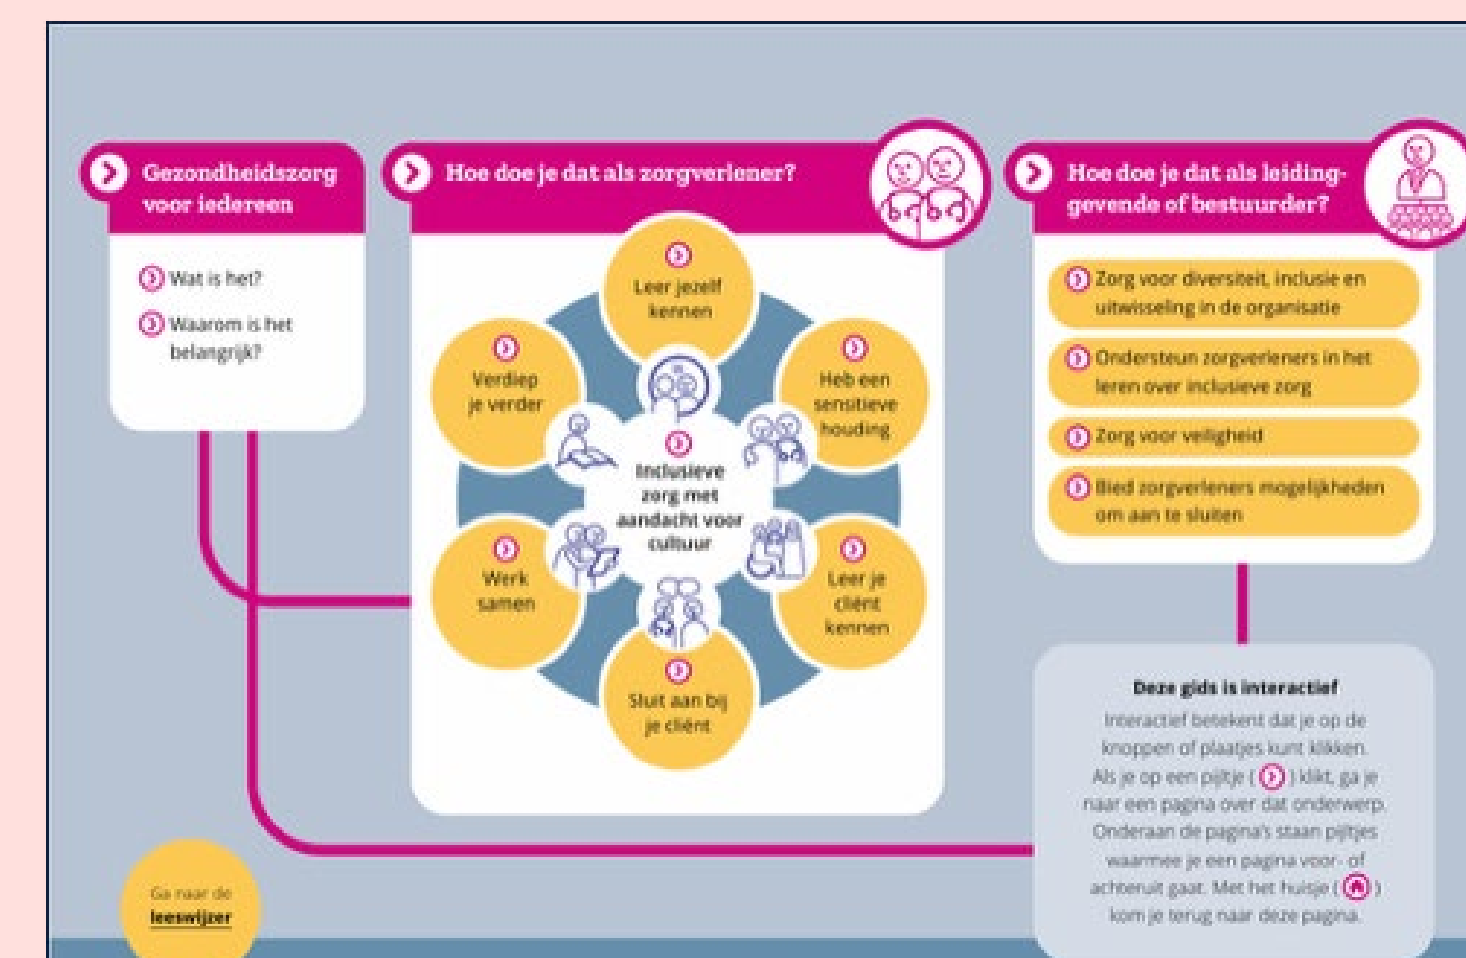 Gezondheidszorg
voor iedereen
Wat is het?
Waarom is het
belangrijk?
Hoe doe je dat als zorgverlener?
Leer jezelf
kennen
Heb een
sensitieve
houding
Leer je
cliënt
kennen
Sluit aan bij
je cliënt
Werk
samen
Verdiep
je verder
Inclusieve
zorg met
aandacht voor
cultuur
Hoe doe je dat als leiding-
gevende of bestuurder?
Zorg voor diversiteit, inclusie en
uitwisseling in de organisatie
Ondersteun zorgverleners in het
leren over inclusieve zorg
Zorg voor veiligheid
Bied zorgverleners mogelijkheden
om aan te sluiten
Deze gids is interactief
Interactief betekent dat je op de
knoppen of plaatjes kunt klikken.
Als je op een pijltje ( ) klikt, ga je
naar een pagina over dat onderwerp.
Onderaan de pagina's staan pijltjes
waarmee je een pagina voor- of
achteruit gaat. Met het huisje ( )
kom je terug naar deze pagina.
Ga naar de
leeswijzer